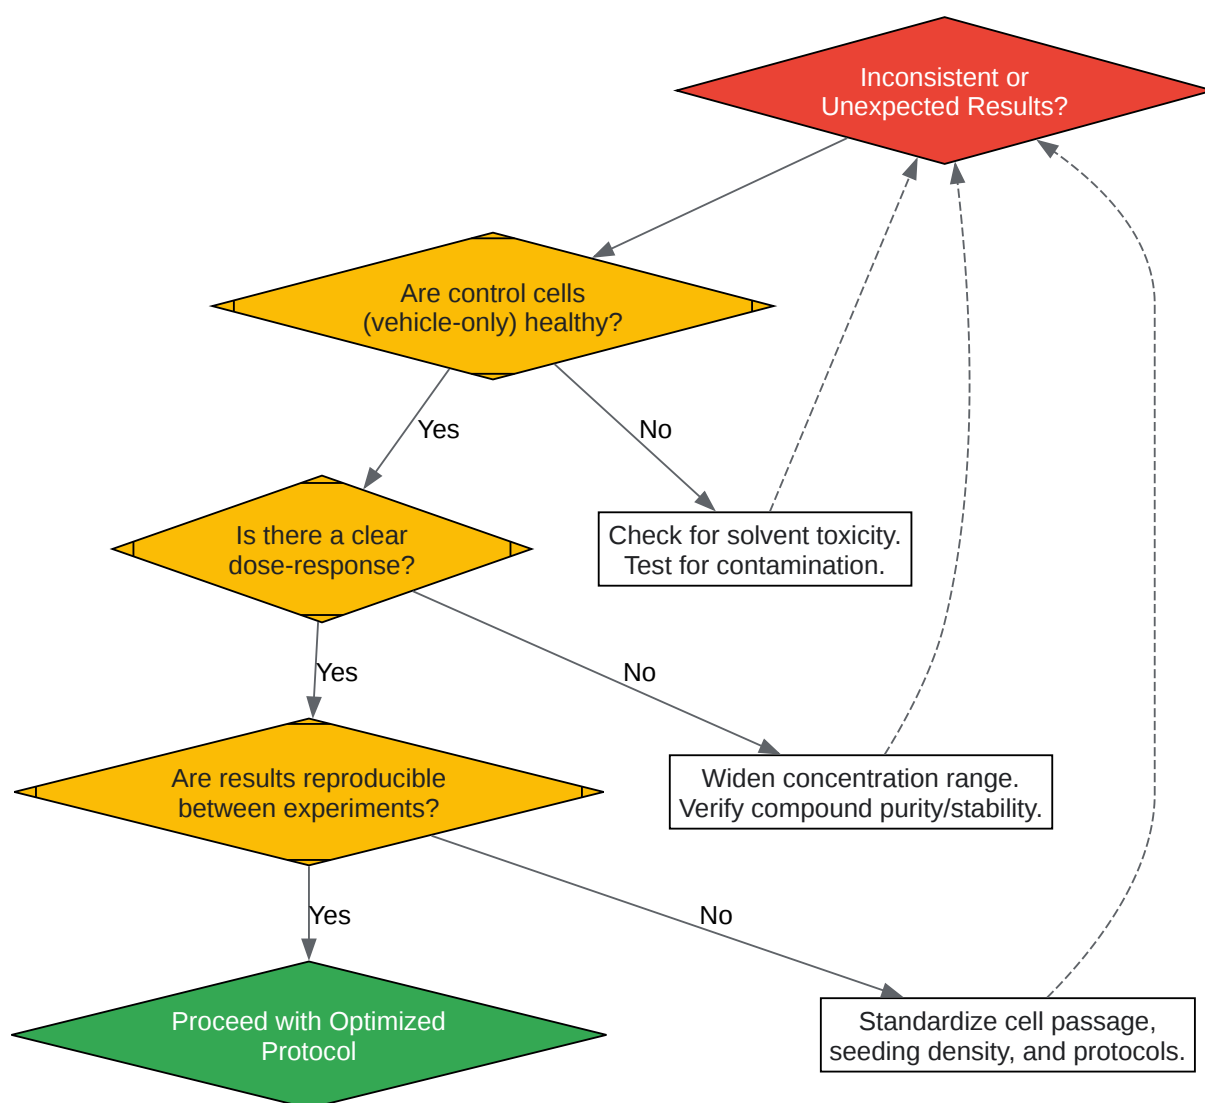 Inconsistent or
Unexpected Results?
Are control cells
(vehicle-only) healthy?
Yes
No
Is there a clear
dose-response?
Check for solvent toxicity.
Test for contamination.
Yes
No
Are results reproducible
between experiments?
Widen concentration range.
Verify compound purity/stability.
Yes
No
Proceed with Optimized
Protocol
Standardize cell passage,
seeding density, and protocols.